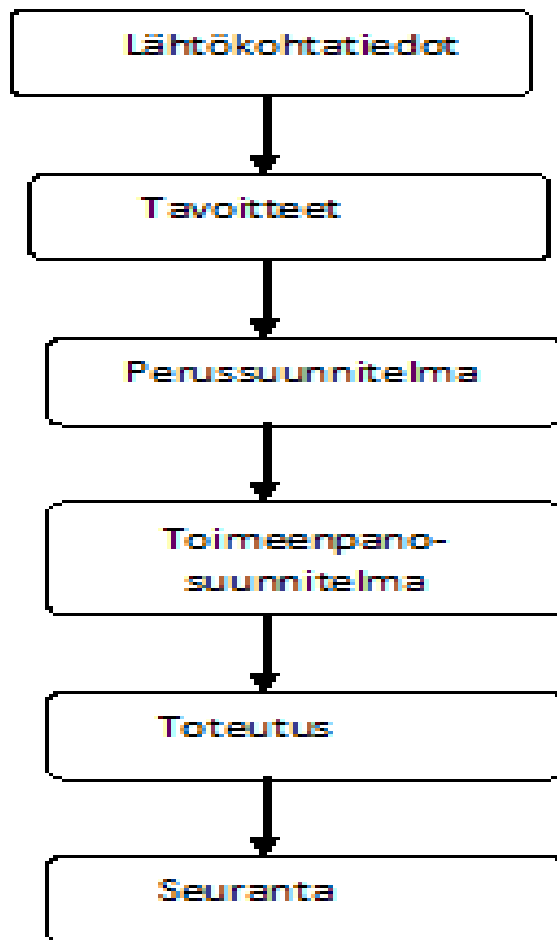 Lähtökohtatiedot
Tavoitteet
Perussuunnitelma
Toimeenpano-
suunnitelma
Toteutus
Seuranta